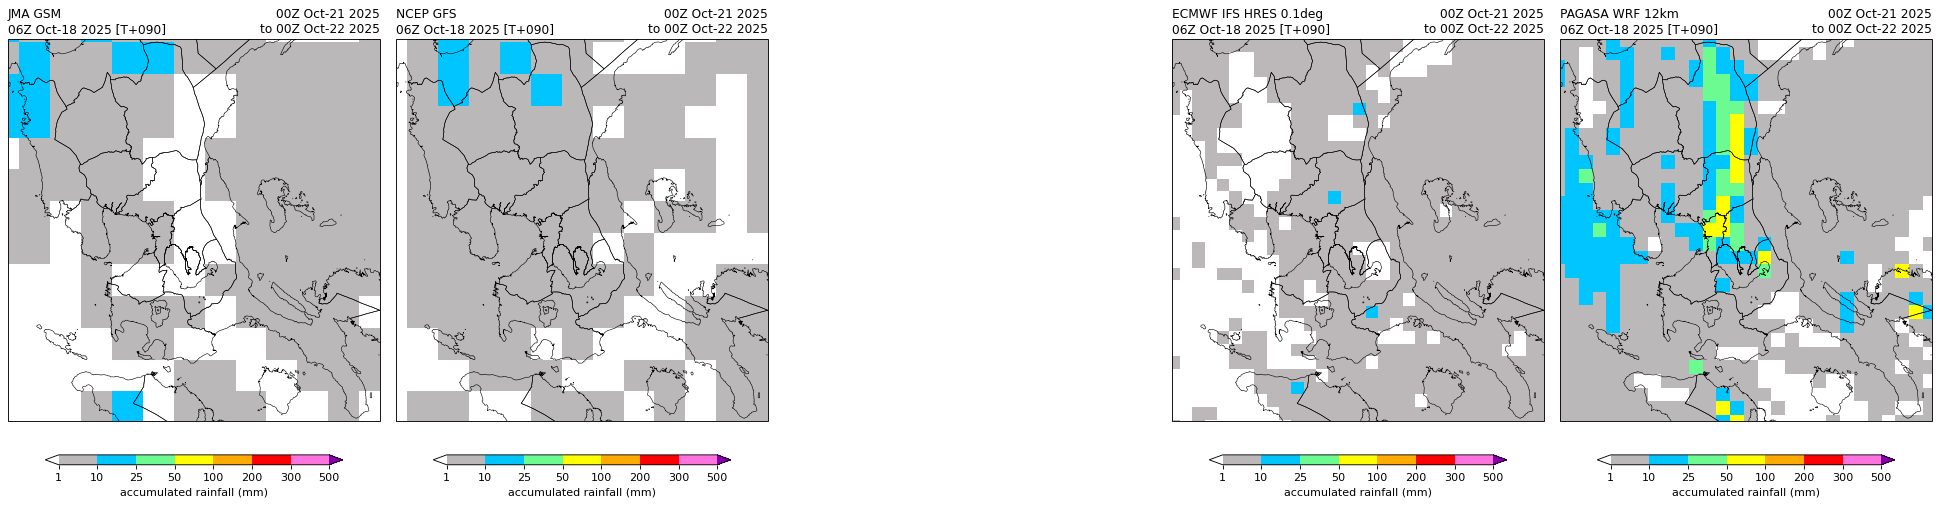 JMA GSM 00Z Oct-21 2025
06Z Oct-18 2025 [T+090] to 00Z Oct-22 2025
1 10 25 50 100 200 300 500
accumulated rainfall (mm)
NCEP GFS 00Z Oct-21 2025
06Z Oct-18 2025 [T+090] to 00Z Oct-22 2025
1 10 25 50 100 200 300 500
accumulated rainfall (mm)
ECMWF IFS HRES 0.1deg 00Z Oct-21 2025
06Z Oct-18 2025 [T+090] to 00Z Oct-22 2025
1 10 25 50 100 200 300 500
accumulated rainfall (mm)
PAGASA WRF 12km 00Z Oct-21 2025
06Z Oct-18 2025 [T+090] to 00Z Oct-22 2025
1 10 25 50 100 200 300 500
accumulated rainfall (mm)